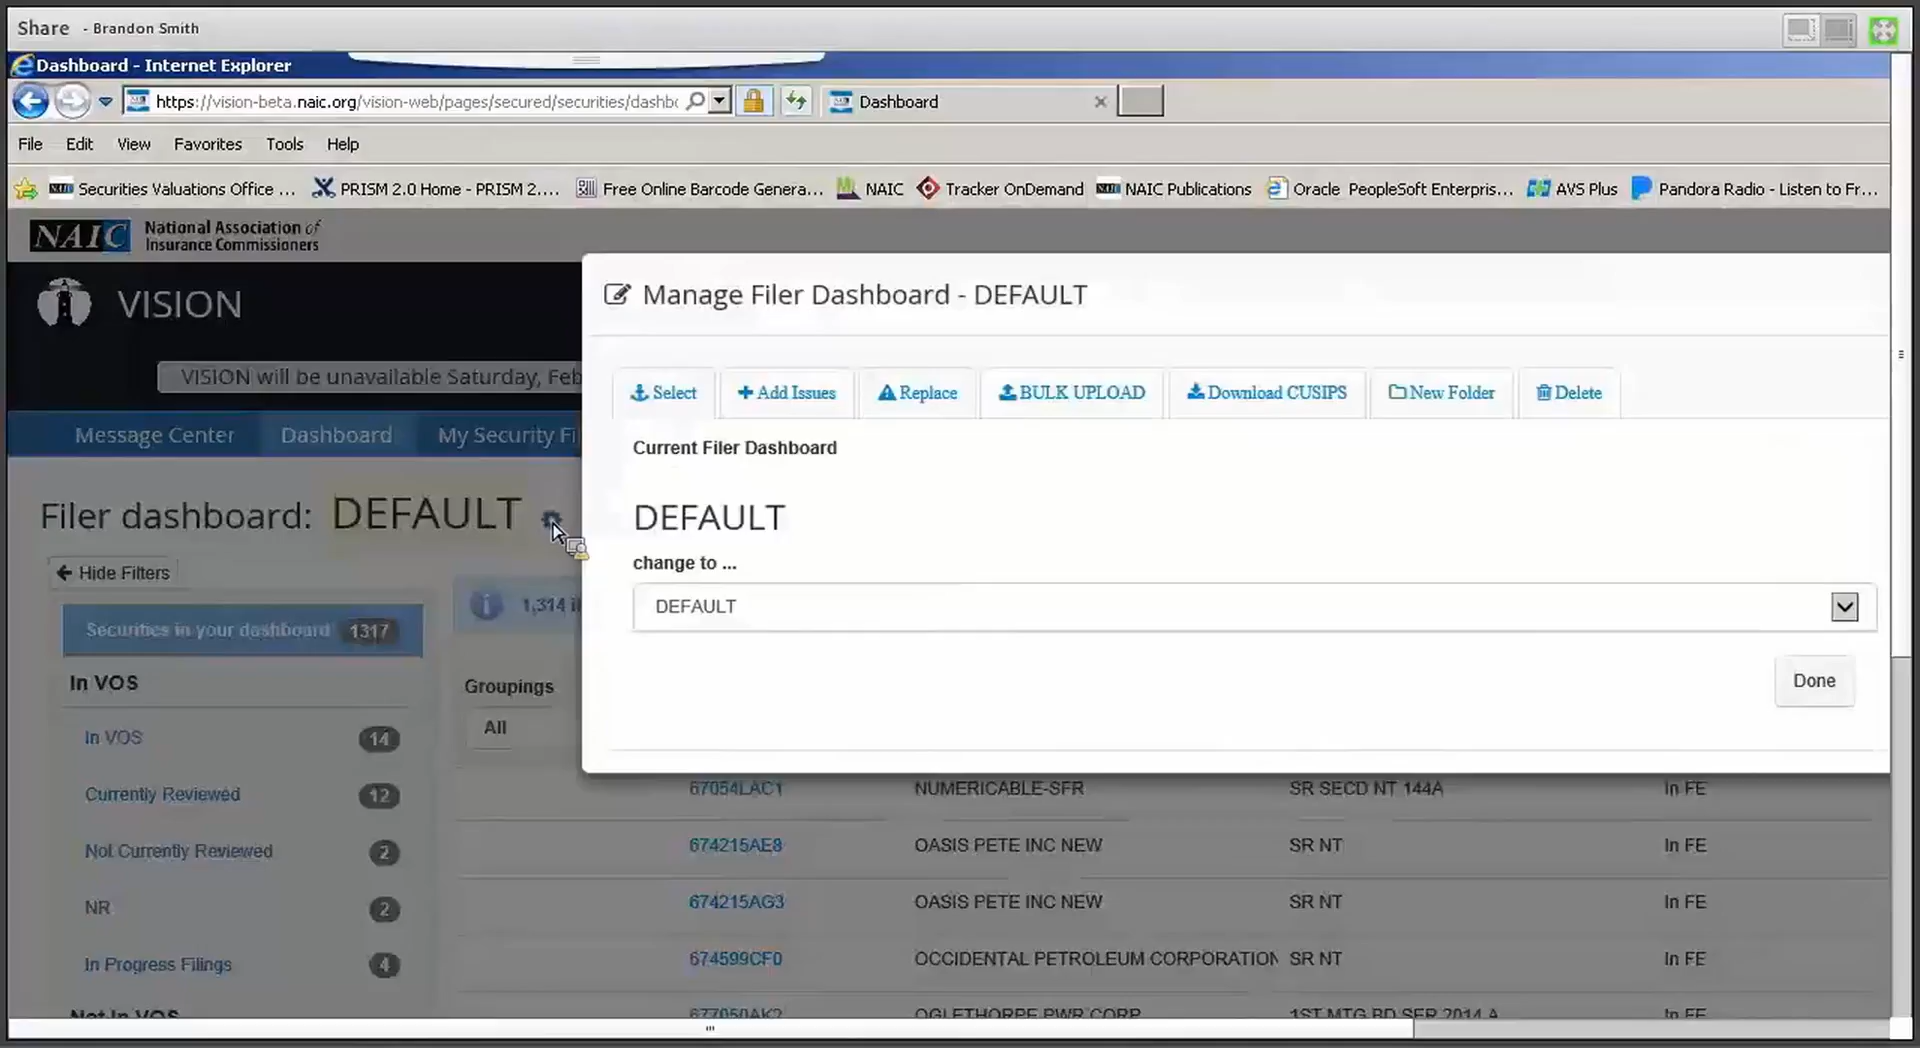 Share - Brandon Smith
Dashboard - Internet Explorer
https://vision-beta.naic.org/vision-web/pages/secured/securities/dashb
Dashboard
File Edit View Favorites Tools Help
Securities Valuations Office ... PRISM 2.0 Home - PRISM 2.... Free Online Barcode Genera... NAIC Tracker OnDemand NAIC Publications Oracle PeopleSoft Enterpris... AVS Plus Pandora Radio - Listen to Fr...
NAIC National Association of
Insurance Commissioners
VISION
VISION will be unavailable Saturday, Feb
Message Center Dashboard My Security Fi
Filer dashboard: DEFAULT
Hide Filters
Securities in your dashboard 1317
In VOS
In VOS 14
Currently Reviewed 12
Not Currently Reviewed 2
NR 2
In Progress Filings 4
Not In VOS
1,314 i
Groupings
All
Manage Filer Dashboard - DEFAULT
Select Add Issues Replace BULK UPLOAD Download CUSIPS New Folder Delete
Current Filer Dashboard
DEFAULT
change to ...
DEFAULT
Done
67054LAC1 NUMERICABLE-SFR SR SECD NT 144A In FE
674215AE8 OASIS PETE INC NEW SR NT In FE
674215AG3 OASIS PETE INC NEW SR NT In FE
674599CF0 OCCIDENTAL PETROLEUM CORPORATION SR NT In FE
677050AK2 OGLETHORPE PWR CORP 1ST MTG BD SER 2014 A In FE